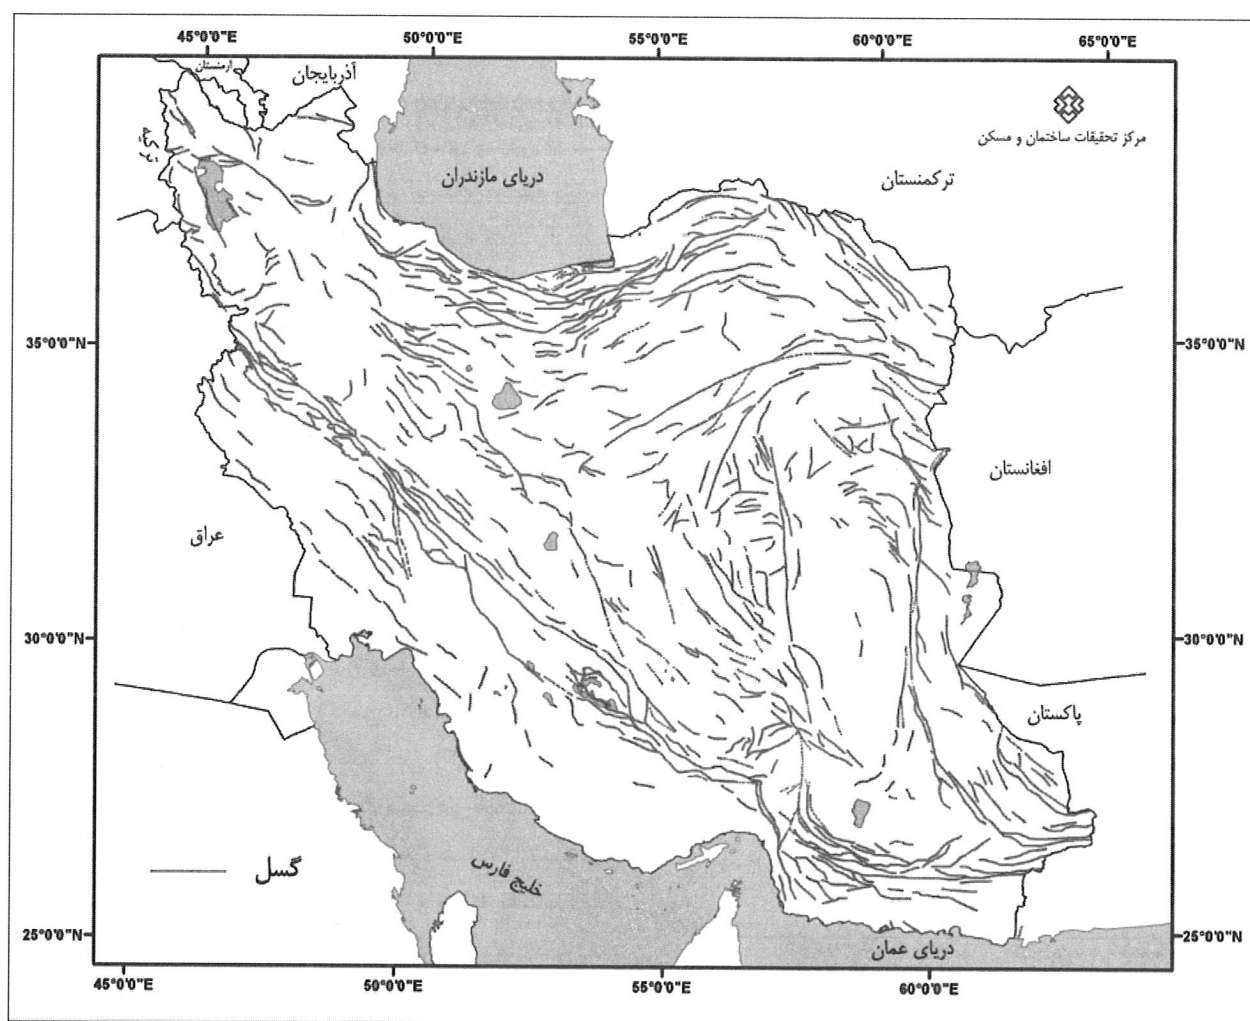 45°0'0"E
50°0'0"E
55°0'0"E
60°0'0"E
65°0'0"E
ارمنستان
آذربایجان
ترکیه
دریای مازندران
مرکز تحقیقات ساختمان و مسکن
ترکمنستان
35°0'0"N
35°0'0"N
افغانستان
عراق
30°0'0"N
30°0'0"N
پاکستان
گسل
خلیج فارس
25°0'0"N
25°0'0"N
دریای عمان
45°0'0"E
50°0'0"E
55°0'0"E
60°0'0"E